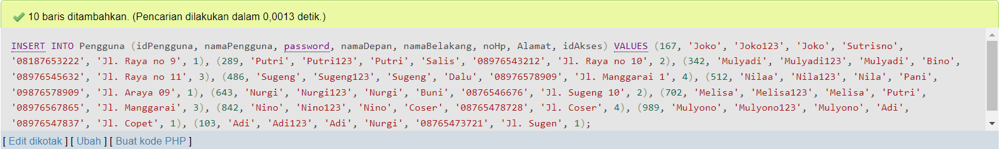 10 baris ditambahkan. (Pencarian dilakukan dalam 0,0013 detik.)
INSERT INTO Pengguna (idPengguna, namaPengguna, password, namaDepan, namaBelakang, noHp, Alamat, idAkses) VALUES (167, 'Joko', 'Joko123', 'Joko', 'Sutrisno',
'08187653222', 'Jl. Raya no 9', 1), (289, 'Putri', 'Putri123', 'Putri', 'Salis', '08976543212', 'Jl. Raya no 10', 2), (342, 'Mulyadi', 'Mulyadi123', 'Mulyadi', 'Bino',
'08976545632', 'Jl. Raya no 11', 3), (486, 'Sugeng', 'Sugeng123', 'Sugeng', 'Dalu', '08976578909', 'Jl. Manggarai 1', 4), (512, 'Nilaa', 'Nila123', 'Nila', 'Pani',
'09876578909', 'Jl. Araya 09', 1), (643, 'Nurgi', 'Nurgi123', 'Nurgi', 'Buni', '0876546676', 'Jl. Sugeng 10', 2), (702, 'Melisa', 'Melisa123', 'Melisa', 'Putri',
'08976567865', 'Jl. Manggarai', 3), (842, 'Nino', 'Nino123', 'Nino', 'Coser', '08765478728', 'Jl. Coser', 4), (989, 'Mulyono', 'Mulyono123', 'Mulyono', 'Adi',
'08976547837', 'Jl. Copet', 1), (103, 'Adi', 'Adi123', 'Adi', 'Nurgi', '08765473721', 'Jl. Sugen', 1);
[ Edit dikotak ] [ Ubah ] [ Buat kode PHP ]